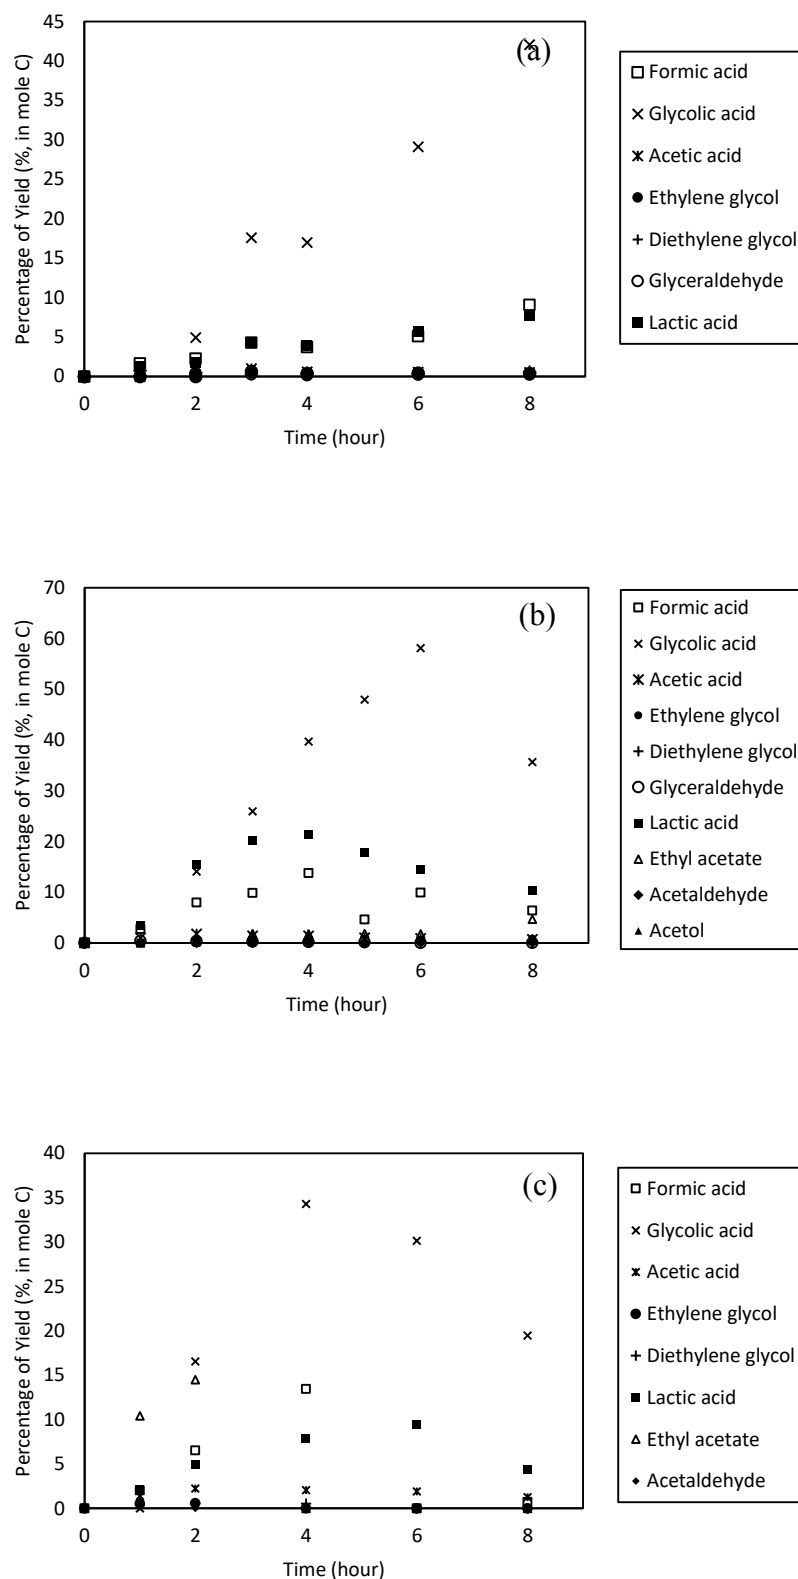 (a)
Percentage of Yield (%, in mole C)
45
40
35
30
25
20
15
10
5
0
0 2 4 6 8
Time (hour)
Formic acid
Glycolic acid
Acetic acid
Ethylene glycol
Diethylene glycol
Glyceraldehyde
Lactic acid
(b)
Percentage of Yield (%, in mole C)
70
60
50
40
30
20
10
0
0 2 4 6 8
Time (hour)
Formic acid
Glycolic acid
Acetic acid
Ethylene glycol
Diethylene glycol
Glyceraldehyde
Lactic acid
Ethyl acetate
Acetaldehyde
Acetol
(c)
Percentage of Yield (%, in mole C)
40
35
30
25
20
15
10
5
0
0 2 4 6 8
Time (hour)
Formic acid
Glycolic acid
Acetic acid
Ethylene glycol
Diethylene glycol
Lactic acid
Ethyl acetate
Acetaldehyde